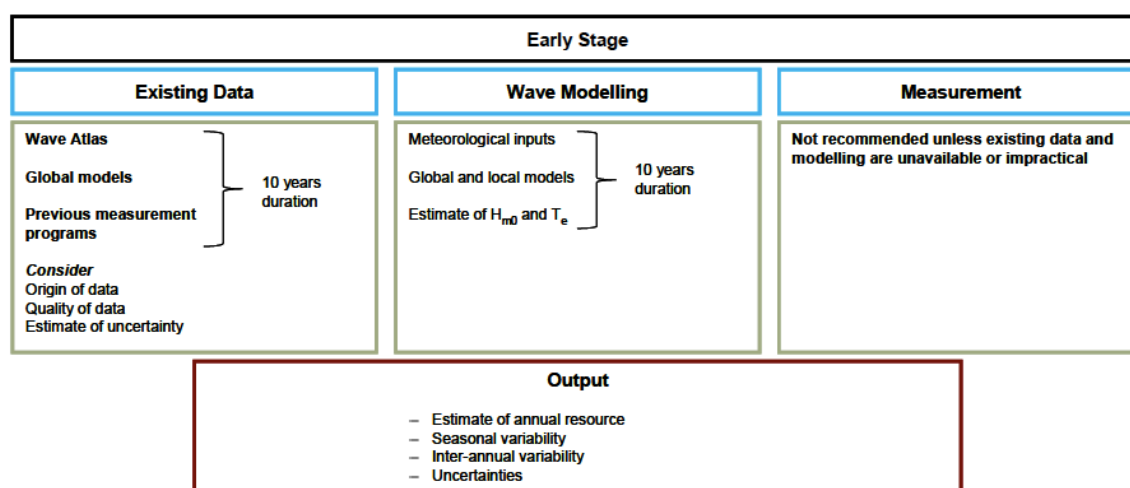 Early Stage
Existing Data
Wave Atlas
Global models
Previous measurement
programs
10 years
duration
Consider
Origin of data
Quality of data
Estimate of uncertainty
Wave Modelling
Meteorological inputs
Global and local models
Estimate of Hm0 and Te
10 years
duration
Measurement
Not recommended unless existing data and
modelling are unavailable or impractical
Output
– Estimate of annual resource
– Seasonal variability
– Inter-annual variability
– Uncertainties